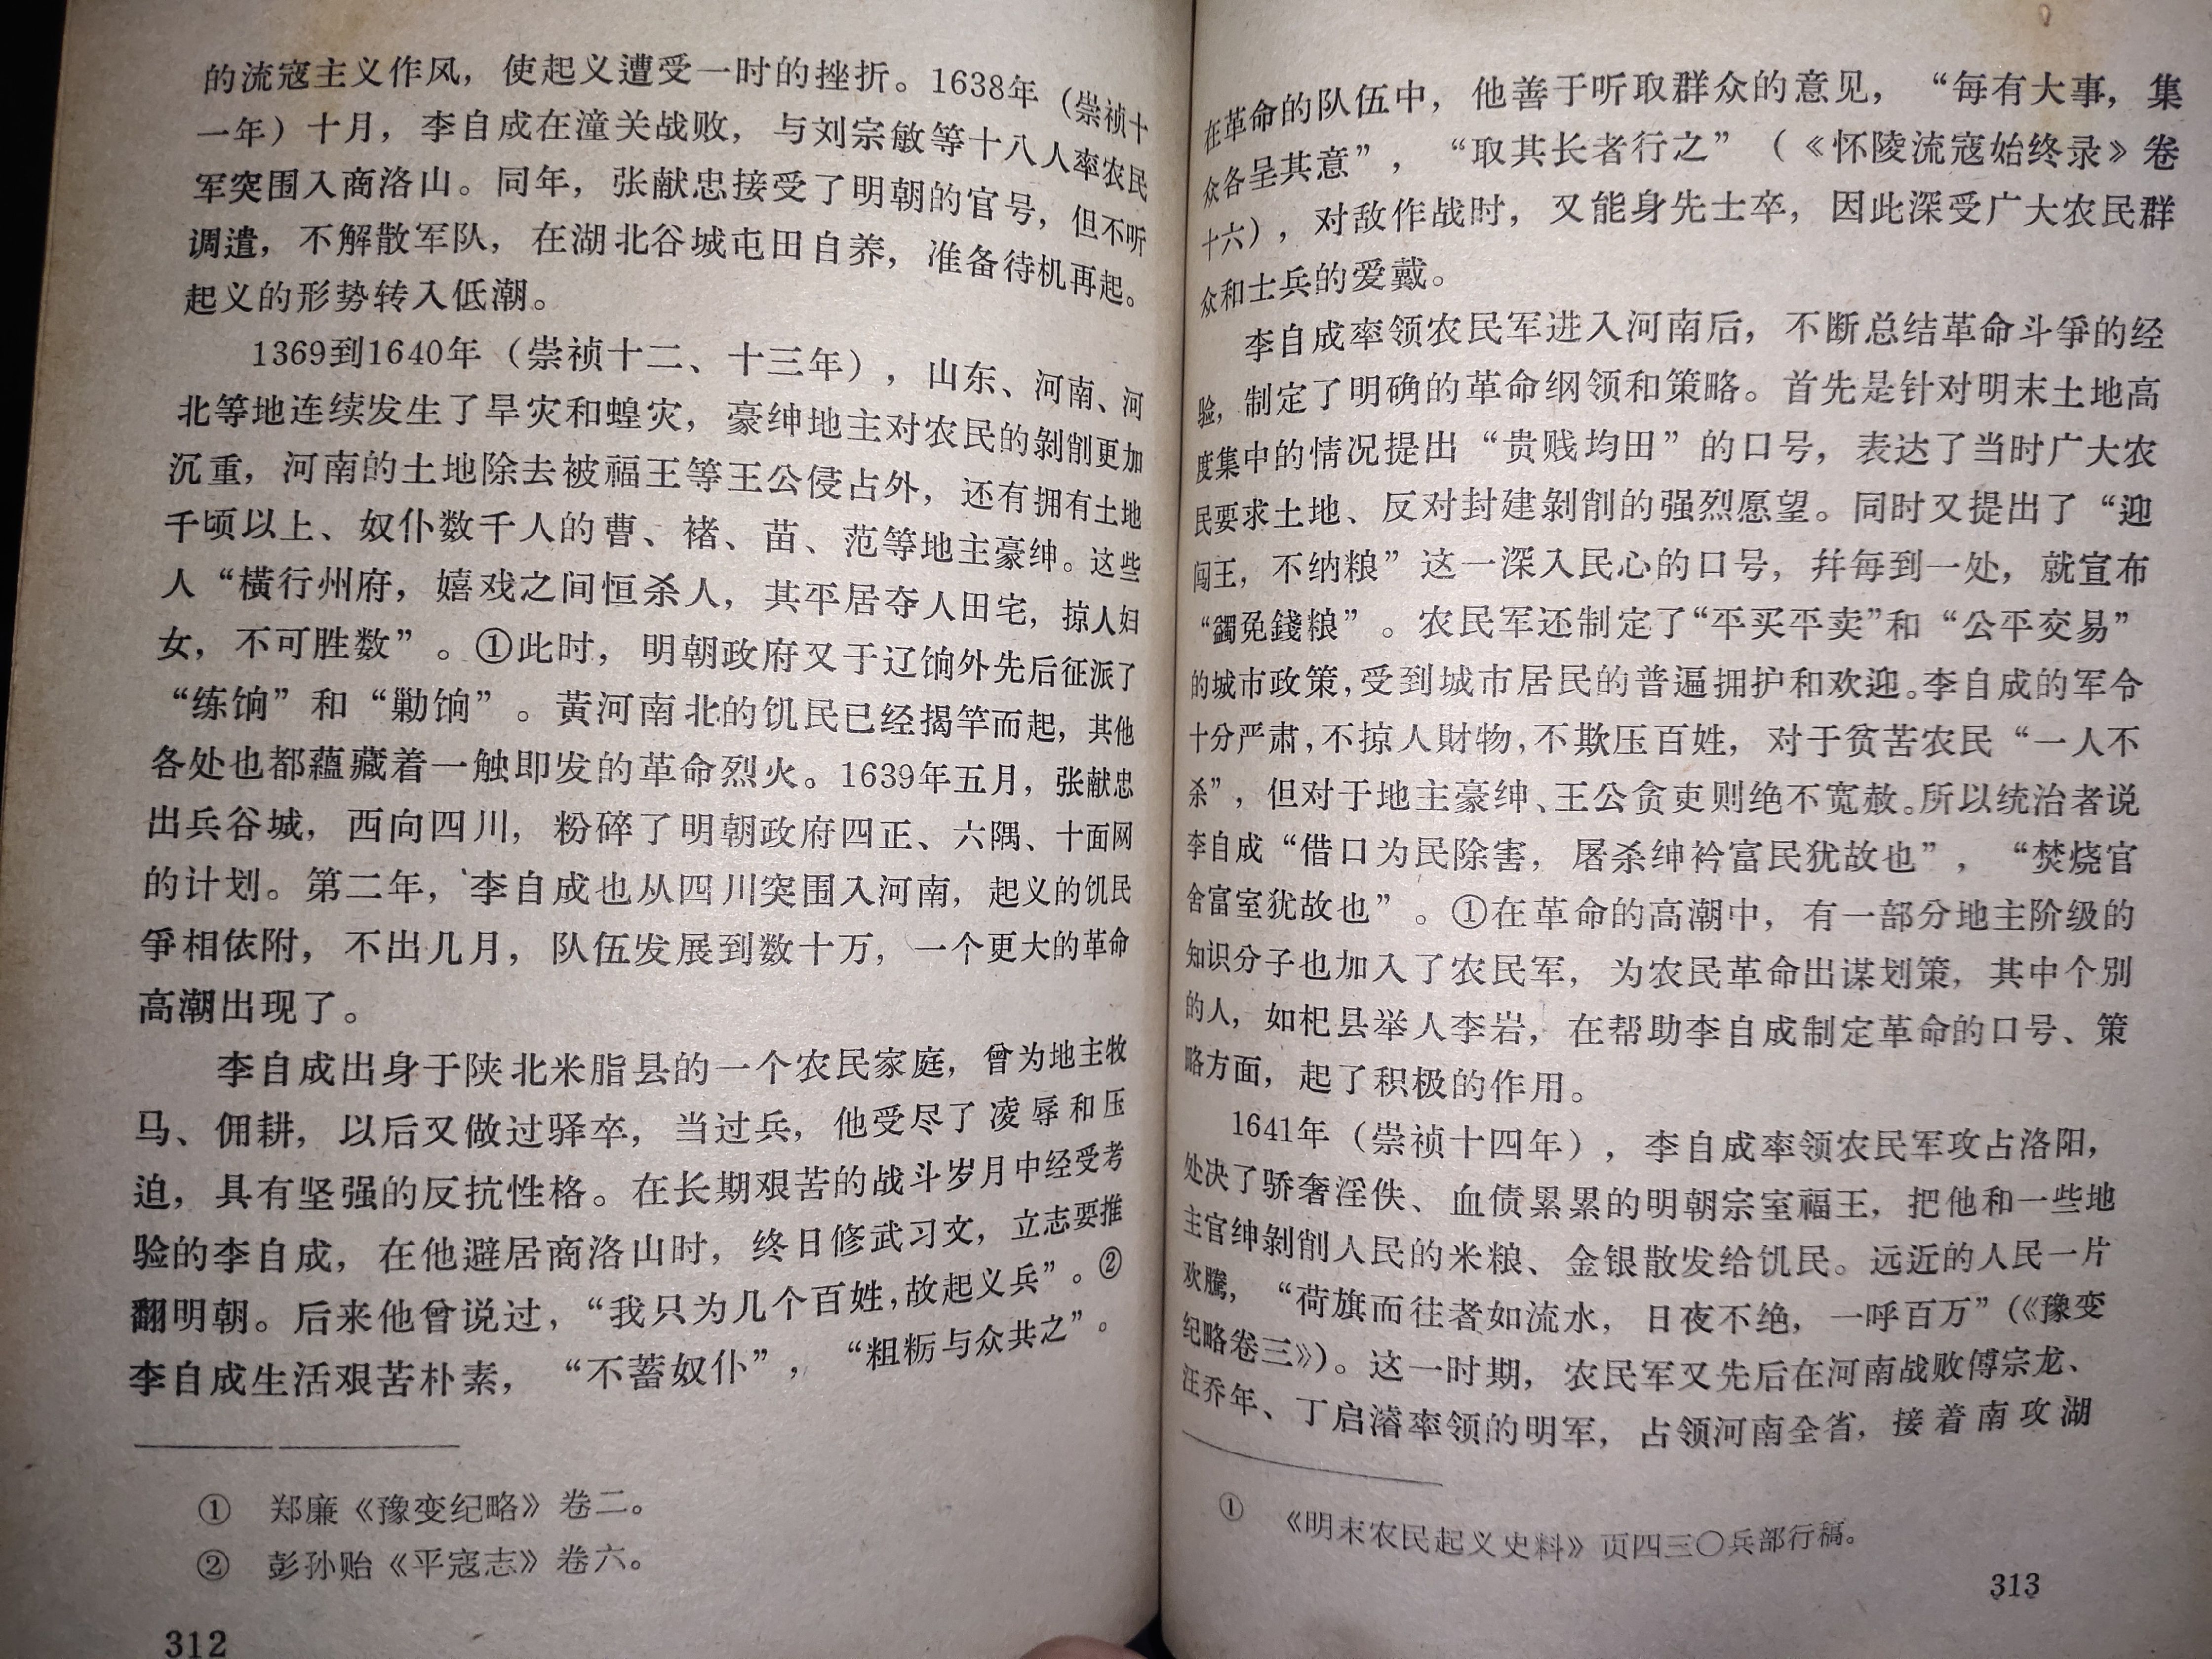 的流寇主义作风，使起义遭受一时的挫折。1638年（崇祯十
一年）十月，李自成在潼关战败，与刘宗敏等十八人率农民
军突围入商洛山。同年，张献忠接受了明朝的官号，但不听
调遣，不解散军队，在湖北谷城屯田自养，准备待机再起。
起义的形势转入低潮。
1369到1640年（崇祯十二、十三年），山东、河南、河
北等地连续发生了旱灾和蝗灾，豪绅地主对农民的剥削更加
沉重，河南的土地除去被福王等王公侵占外，还有拥有土地
千顷以上、奴仆数千人的曹、褚、苗、范等地主豪绅。这些
人“横行州府，嬉戏之间恒杀人，其平居夺人田宅，掠人妇
女，不可胜数”。①此时，明朝政府又于辽饷外先后征派了
“练饷”和“勦饷”。黄河南北的饥民已经揭竿而起，其他
各处也都蘊藏着一触即发的革命烈火。1639年五月，张献忠
出兵谷城，西向四川，粉碎了明朝政府四正、六隅、十面网
的计划。第二年，李自成也从四川突围入河南，起义的饥民
爭相依附，不出几月，队伍发展到数十万，一个更大的革命
高潮出现了。
李自成出身于陕北米脂县的一个农民家庭，曾为地主牧
马、佣耕，以后又做过驿卒，当过兵，他受尽了凌辱和压
迫，具有坚强的反抗性格。在长期艰苦的战斗岁月中经受考
验的李自成，在他避居商洛山时，终日修武习文，立志要推
翻明朝。后来他曾说过，“我只为几个百姓，故起义兵”。②
李自成生活艰苦朴素，“不蓄奴仆”，“粗粝与众共之”。
① 郑廉《豫变纪略》卷二。
② 彭孙贻《平寇志》卷六。
312
在革命的队伍中，他善于听取群众的意见，“每有大事，集
众各呈其意”，“取其长者行之”（《怀陵流寇始终录》卷
十六），对敌作战时，又能身先士卒，因此深受广大农民群
众和士兵的爱戴。
李自成率领农民军进入河南后，不断总结革命斗爭的经
验，制定了明确的革命纲领和策略。首先是针对明末土地高
度集中的情况提出“贵贱均田”的口号，表达了当时广大农
民要求土地、反对封建剥削的强烈愿望。同时又提出了“迎
闯王，不纳粮”这一深入民心的口号，幷每到一处，就宣布
“蠲免錢粮”。农民军还制定了“平买平卖”和“公平交易”
的城市政策，受到城市居民的普遍拥护和欢迎。李自成的军令
十分严肃，不掠人財物，不欺压百姓，对于贫苦农民“一人不
杀”，但对于地主豪绅、王公贪吏则绝不宽赦。所以统治者说
李自成“借口为民除害，屠杀绅衿富民犹故也”，“焚烧官
舍富室犹故也”。①在革命的高潮中，有一部分地主阶级的
知识分子也加入了农民军，为农民革命出谋划策，其中个别
的人，如杞县举人李岩，在帮助李自成制定革命的口号、策
略方面，起了积极的作用。
1641年（崇祯十四年），李自成率领农民军攻占洛阳，
处决了骄奢淫佚、血债累累的明朝宗室福王，把他和一些地
主官绅剥削人民的米粮、金银散发给饥民。远近的人民一片
欢騰，“荷旗而往者如流水，日夜不绝，一呼百万”（《豫变
纪略卷三》）。这一时期，农民军又先后在河南战败傅宗龙、
汪乔年、丁启濬率领的明军，占领河南全省，接着南攻湖
① 《明末农民起义史料》页四三〇兵部行稿。
313